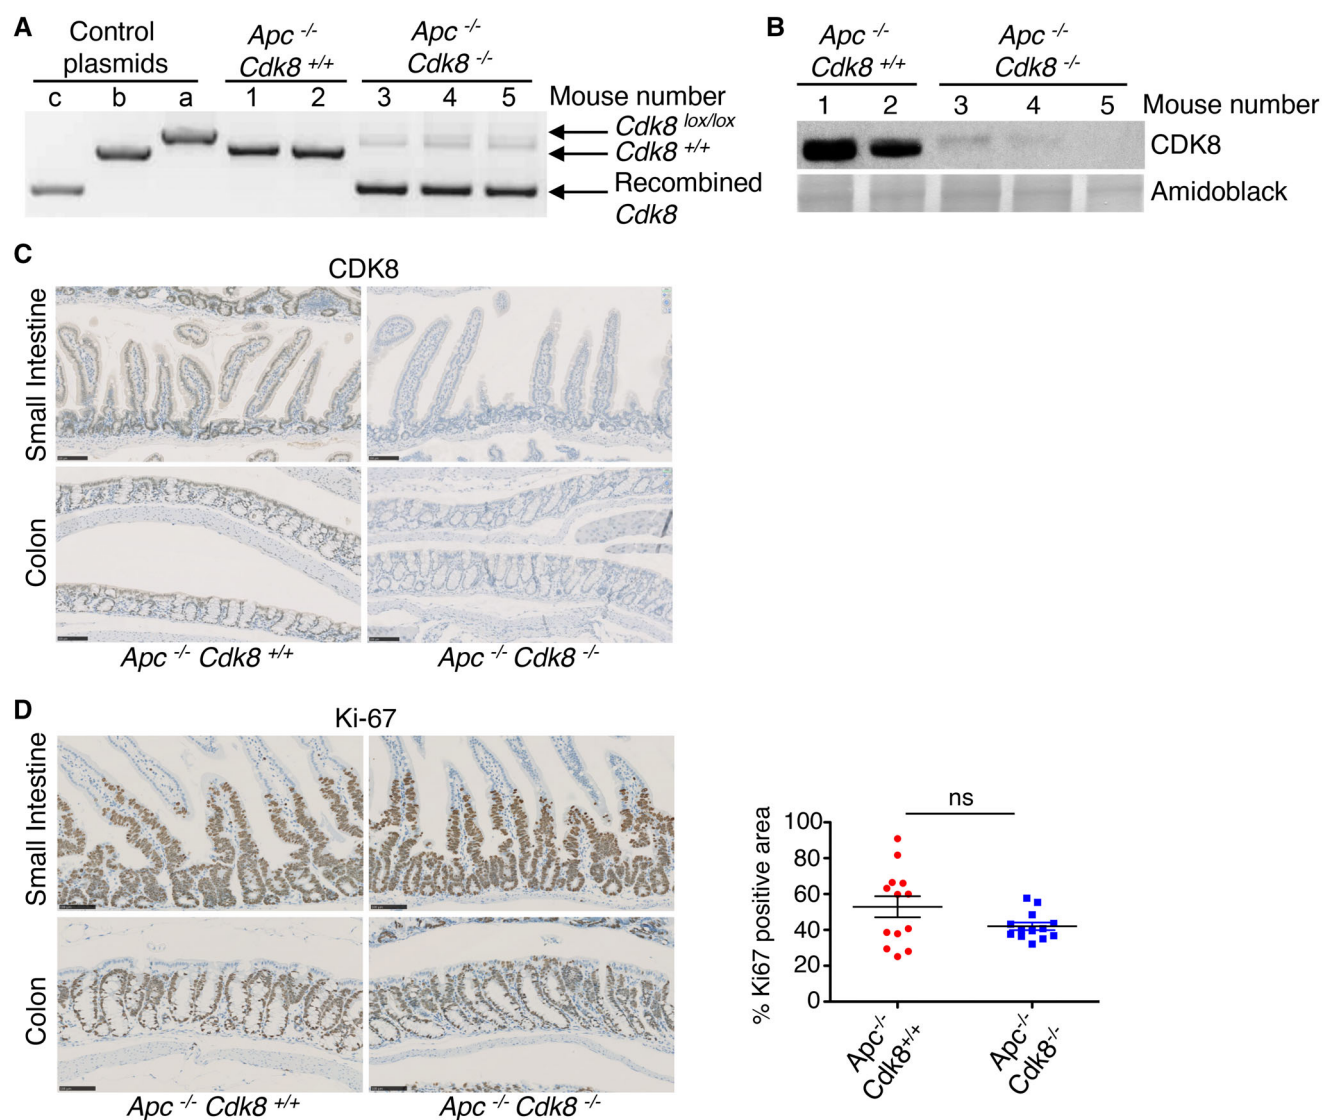 A
Control plasmids
Apc -/-
Cdk8 +/+
Apc -/-
Cdk8 -/-
c b a 1 2 3 4 5 Mouse number
Cdk8 lox/lox
Cdk8 +/+
Recombined
Cdk8
B
Apc -/-
Cdk8 +/+
Apc -/-
Cdk8 -/-
1 2 3 4 5 Mouse number
CDK8
Amidoblack
C
CDK8
Small Intestine
Colon
Apc -/- Cdk8 +/+
Apc -/- Cdk8 -/-
D
Ki-67
Small Intestine
Colon
Apc -/- Cdk8 +/+
Apc -/- Cdk8 -/-
ns
% Ki67 positive area
100
80
60
40
20
0
Apc-/-
Cdk8+/+
Apc-/-
Cdk8-/-